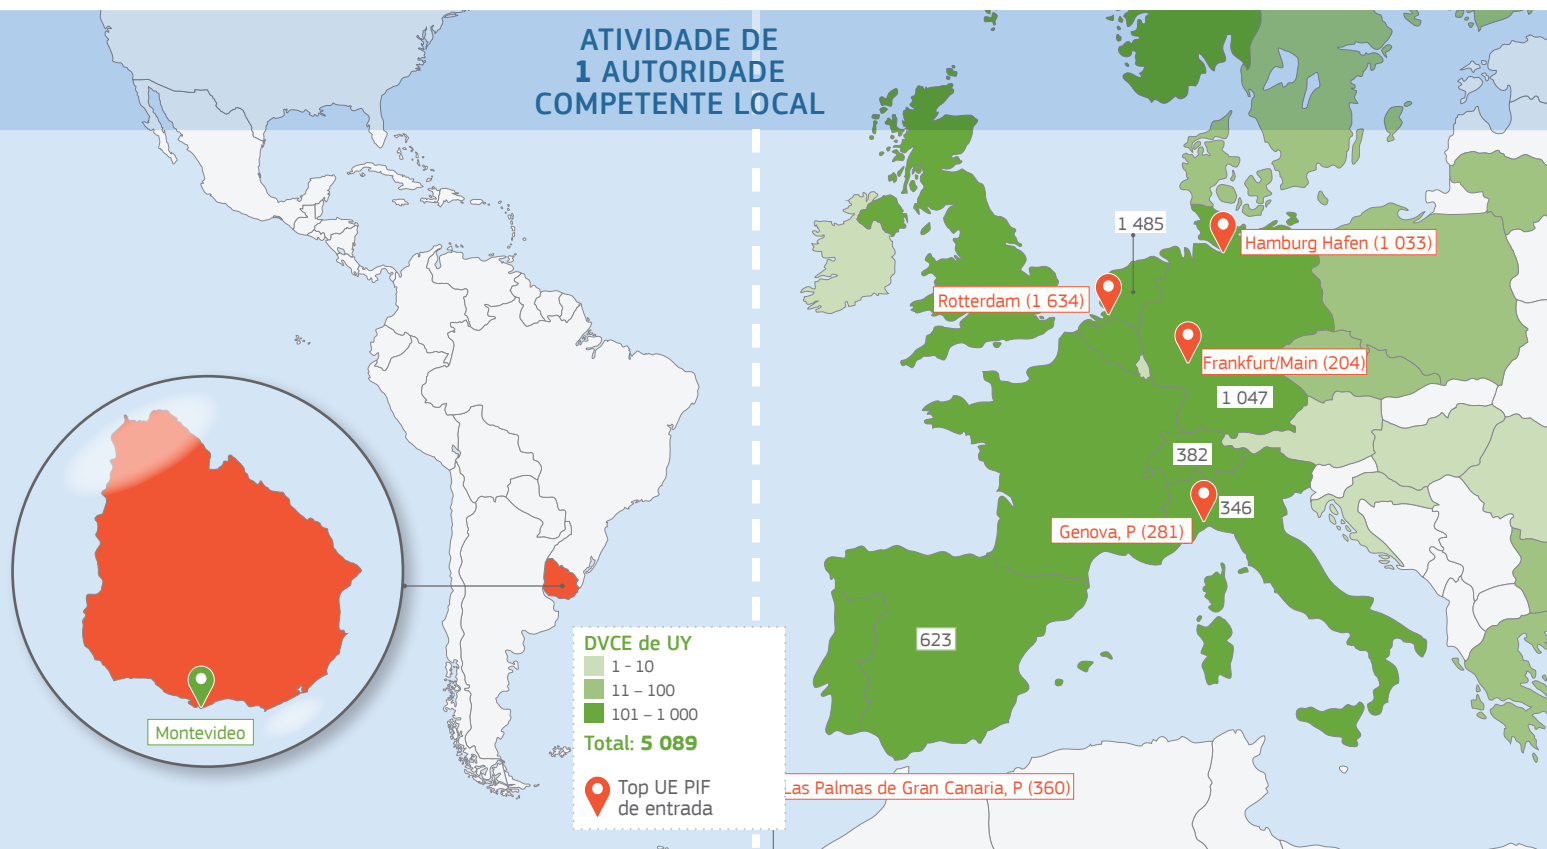 ATIVIDADE DE
1 AUTORIDADE
COMPETENTE LOCAL
1 485
Hamburg Hafen (1 033)
Rotterdam (1 634)
Frankfurt/Main (204)
1 047
382
346
Genova, P (281)
623
Montevideo
DVCE de UY
1 - 10
11 – 100
101 – 1 000
Total: 5 089
Top UE PIF
de entrada
Las Palmas de Gran Canaria, P (360)